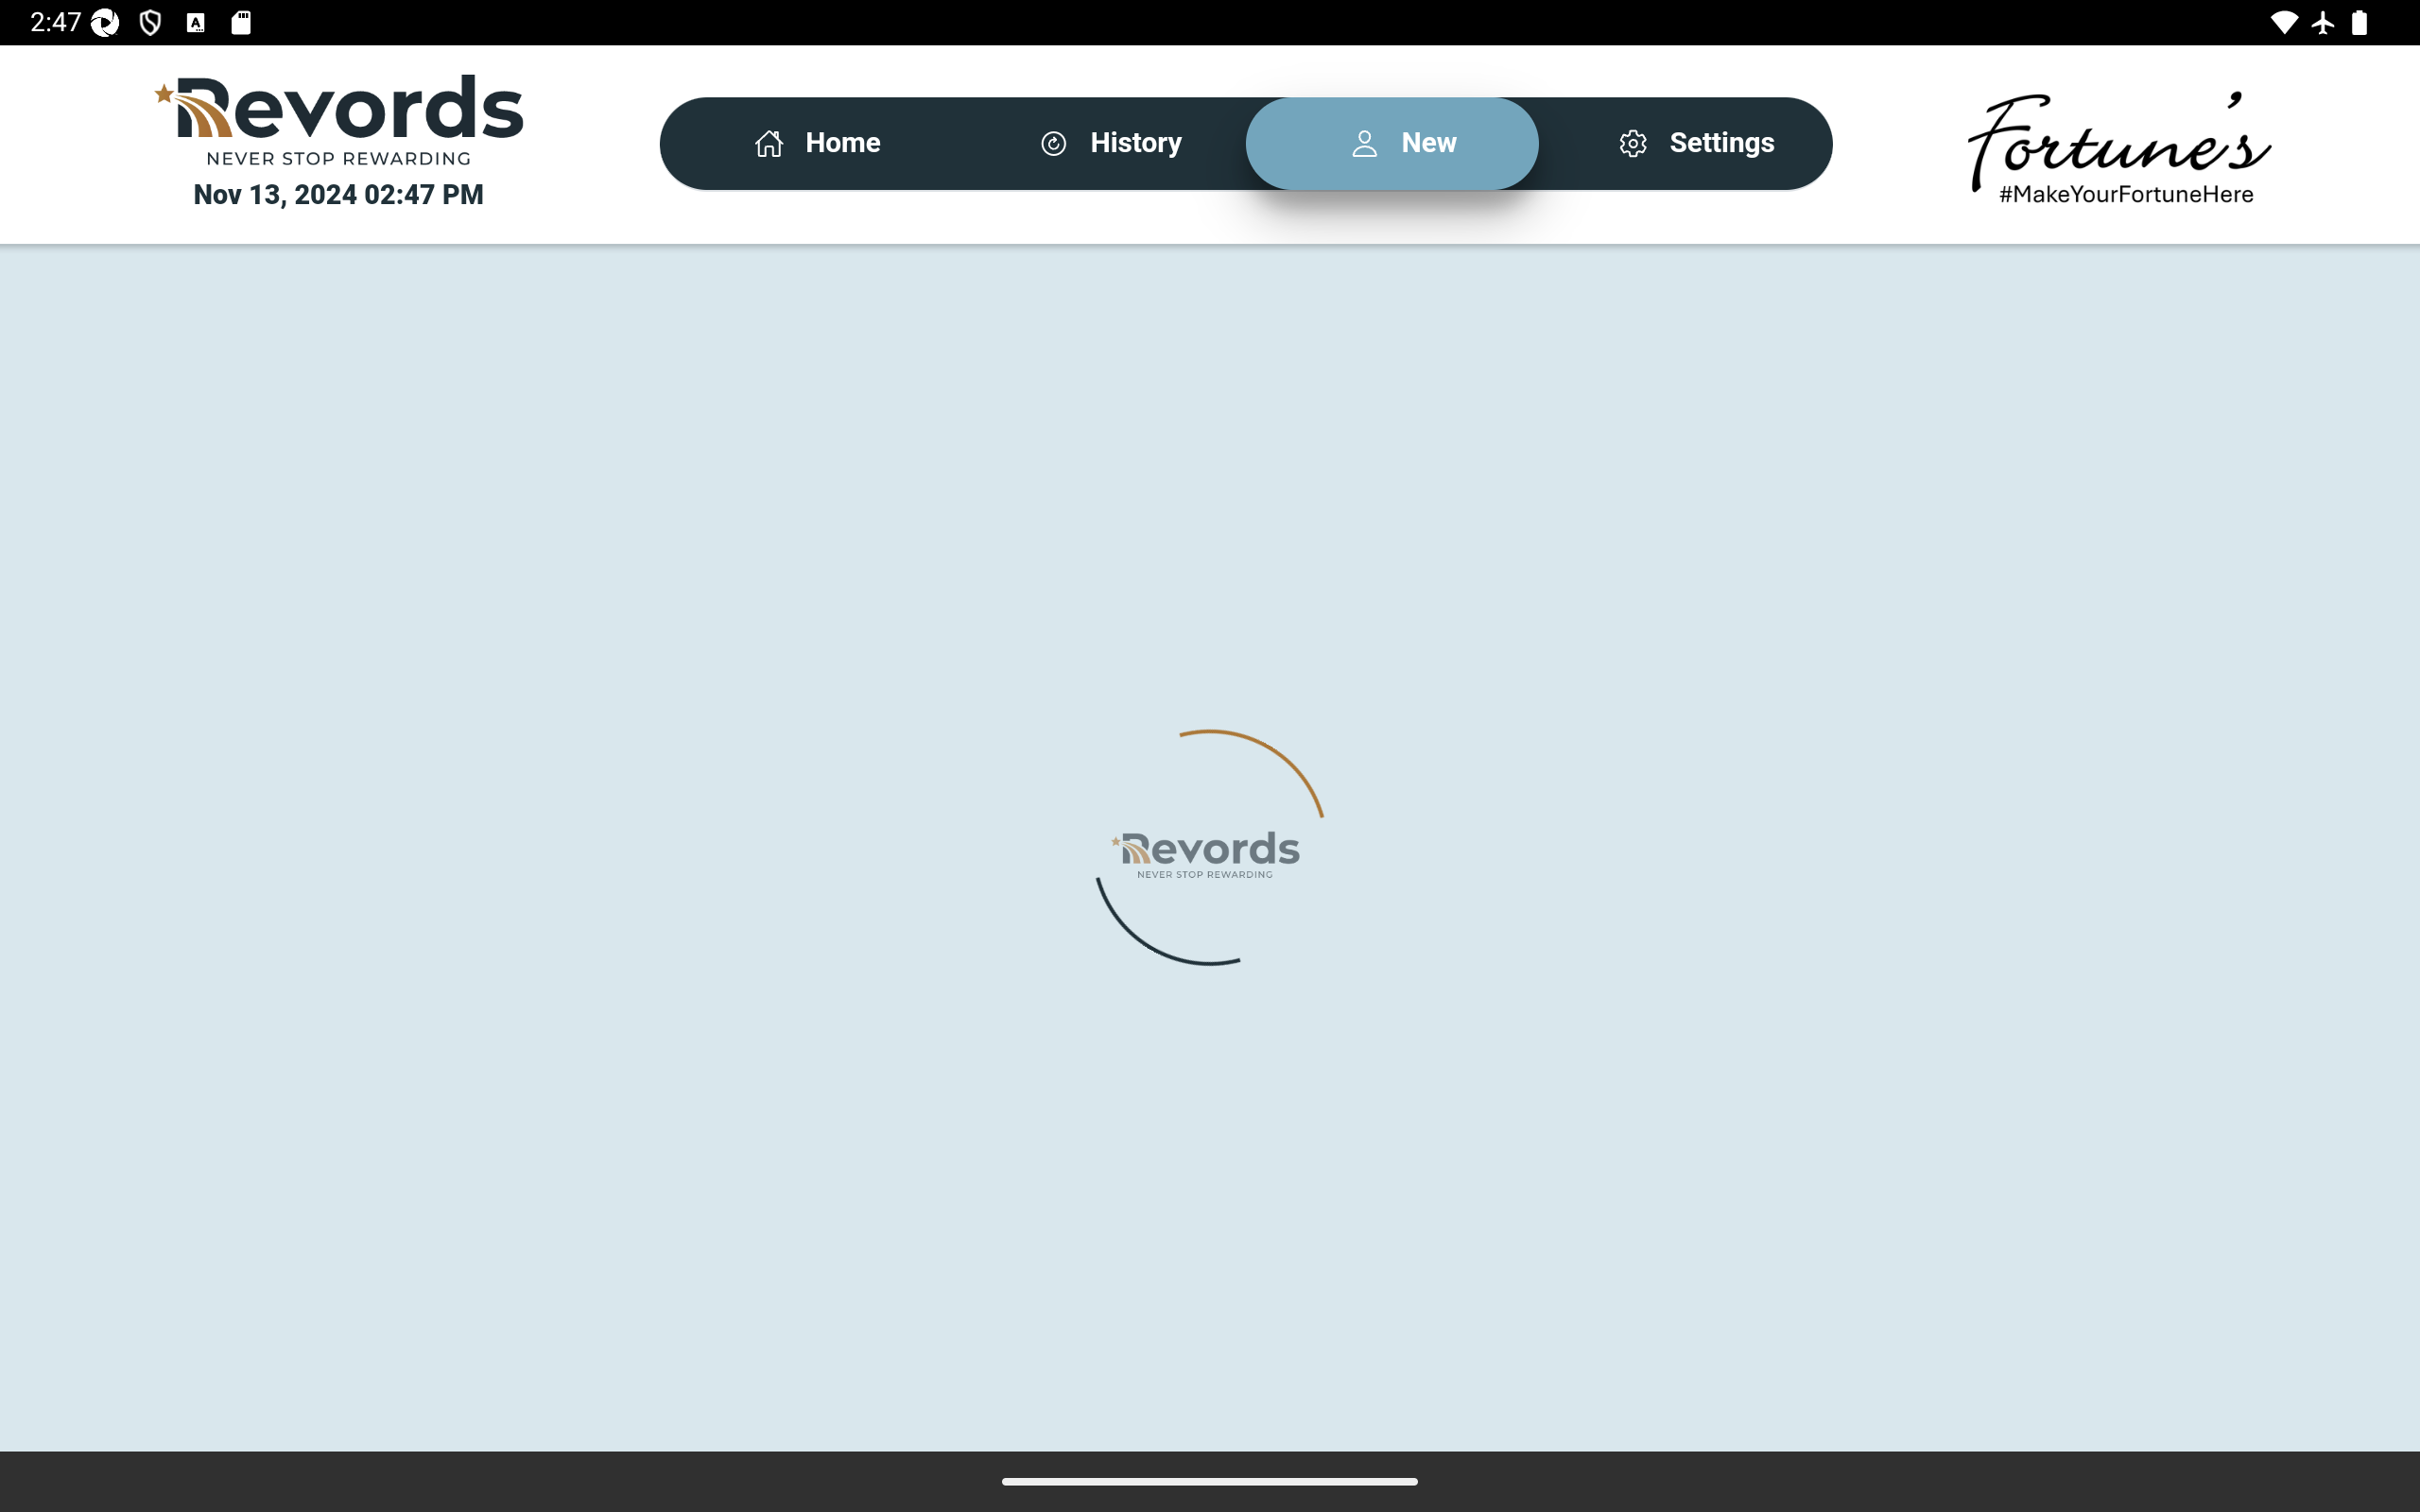 2:47
Revords
NEVER STOP REWARDING
Nov 13, 2024 02:47 PM
Home
History
New
Settings
Fortune's
#MakeYourFortuneHere
Revords
NEVER STOP REWARDING